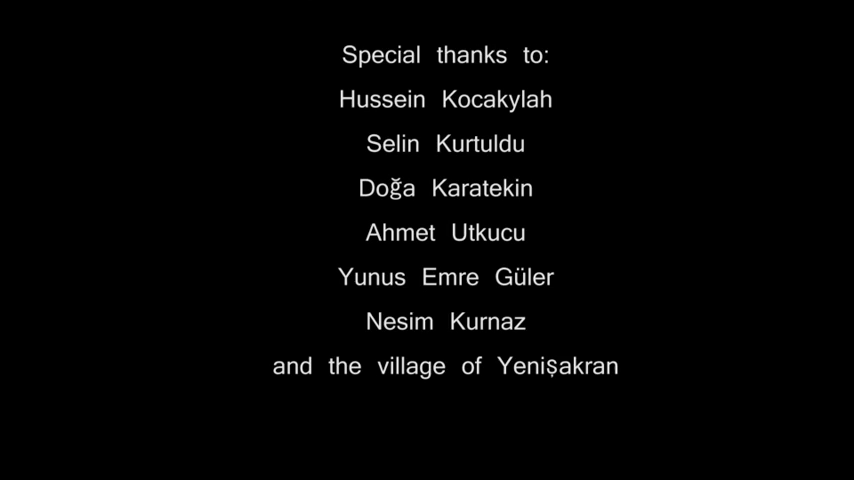 Special thanks to:
Hussein Kocakylah
Selin Kurtuldu
Doğa Karatekin
Ahmet Utkucu
Yunus Emre Güler
Nesim Kurnaz
and the village of Yenişakran